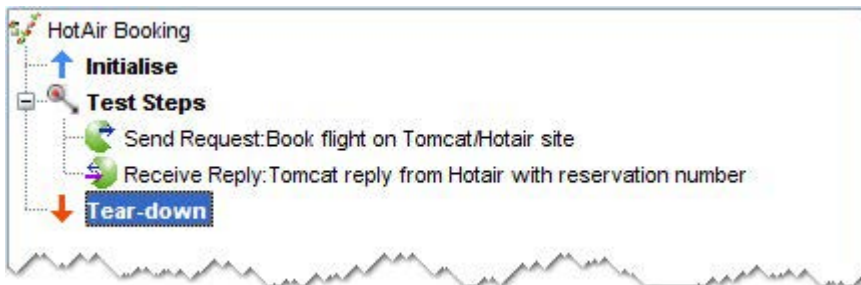 HotAir Booking
Initialise
Test Steps
Send Request:Book flight on Tomcat/Hotair site
Receive Reply:Tomcat reply from Hotair with reservation number
Tear-down